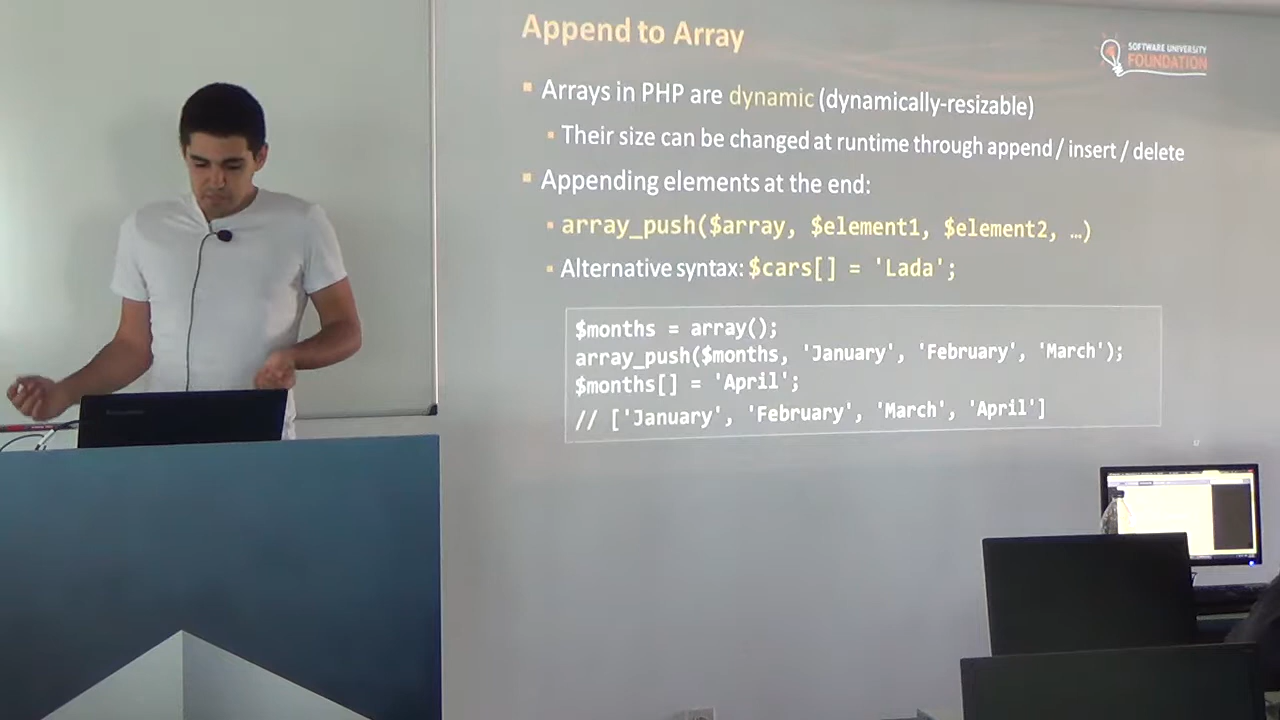 Append to Array
SOFTWARE UNIVERSITY
FOUNDATION
Arrays in PHP are dynamic (dynamically-resizable)
Their size can be changed at runtime through append / insert / delete
Appending elements at the end:
array_push($array, $element1, $element2, …)
Alternative syntax: $cars[] = 'Lada';
$months = array();
array_push($months, 'January', 'February', 'March');
$months[] = 'April';
// ['January', 'February', 'March', 'April']